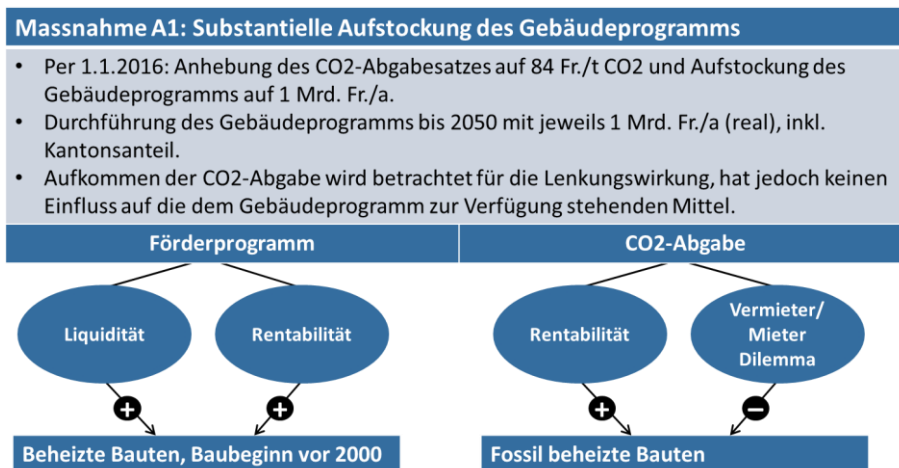 Massnahme A1: Substantielle Aufstockung des Gebäudeprogramms
• Per 1.1.2016: Anhebung des CO2-Abgabesatzes auf 84 Fr./t CO2 und Aufstockung des
Gebäudeprogramms auf 1 Mrd. Fr./a.
• Durchführung des Gebäudeprogramms bis 2050 mit jeweils 1 Mrd. Fr./a (real), inkl.
Kantonsanteil.
• Aufkommen der CO2-Abgabe wird betrachtet für die Lenkungswirkung, hat jedoch keinen
Einfluss auf die dem Gebäudeprogramm zur Verfügung stehenden Mittel.
Förderprogramm
CO2-Abgabe
Liquidität
Rentabilität
Rentabilität
Vermieter/
Mieter
Dilemma
+
+
+
−
Beheizte Bauten, Baubeginn vor 2000
Fossil beheizte Bauten